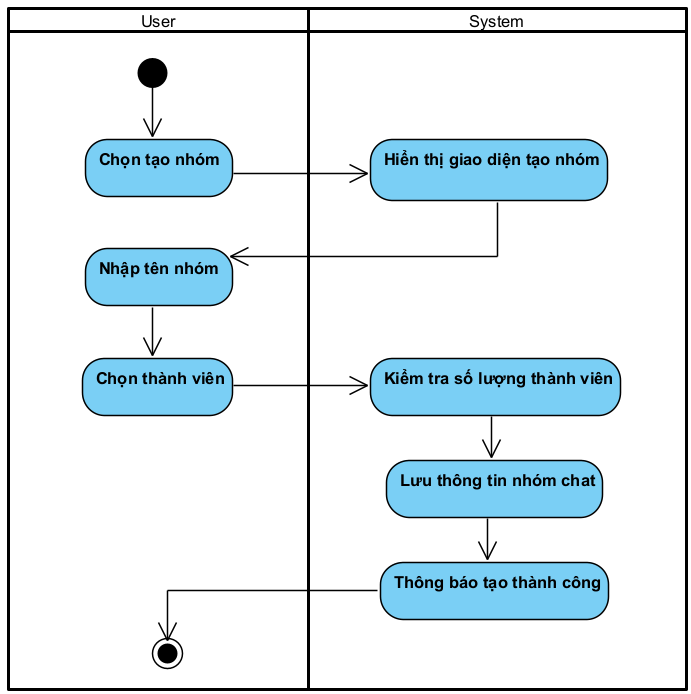 User
System
Chọn tạo nhóm
Hiển thị giao diện tạo nhóm
Nhập tên nhóm
Chọn thành viên
Kiểm tra số lượng thành viên
Lưu thông tin nhóm chat
Thông báo tạo thành công